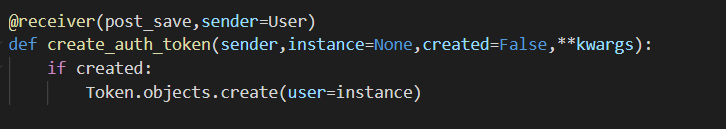 @receiver(post_save,sender=User)
def create_auth_token(sender,instance=None,created=False,**kwargs):
    if created:
        Token.objects.create(user=instance)